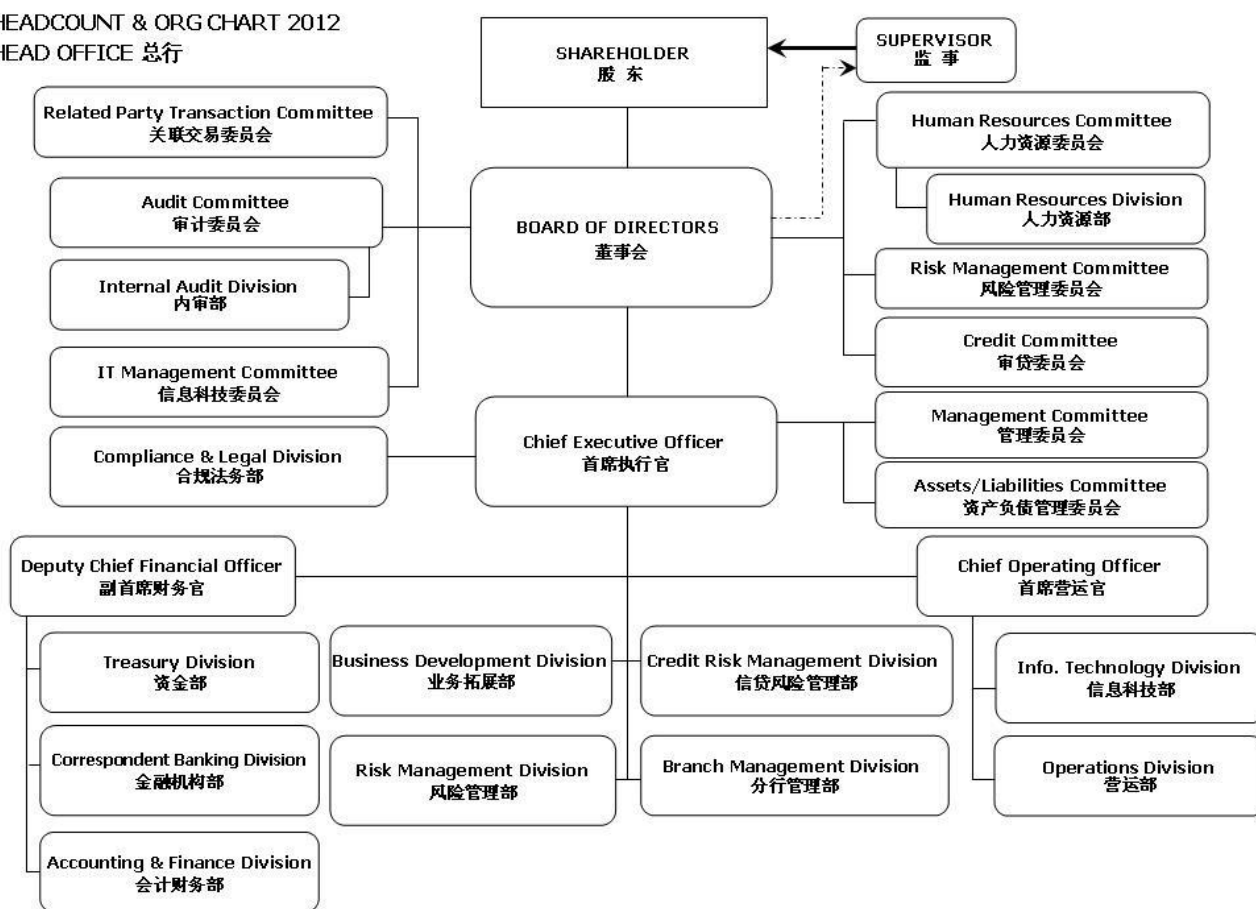 HEADCOUNT & ORG CHART 2012
HEAD OFFICE 总行
SHAREHOLDER
股 东
SUPERVISOR
监 事
Related Party Transaction Committee
关联交易委员会
Human Resources Committee
人力资源委员会
Audit Committee
审计委员会
Human Resources Division
人力资源部
BOARD OF DIRECTORS
董事会
Internal Audit Division
内审部
Risk Management Committee
风险管理委员会
IT Management Committee
信息科技委员会
Credit Committee
审贷委员会
Chief Executive Officer
首席执行官
Management Committee
管理委员会
Compliance & Legal Division
合规法务部
Assets/Liabilities Committee
资产负债管理委员会
Deputy Chief Financial Officer
副首席财务官
Chief Operating Officer
首席营运官
Treasury Division
资金部
Business Development Division
业务拓展部
Credit Risk Management Division
信贷风险管理部
Info. Technology Division
信息科技部
Correspondent Banking Division
金融机构部
Risk Management Division
风险管理部
Branch Management Division
分行管理部
Operations Division
营运部
Accounting & Finance Division
会计财务部